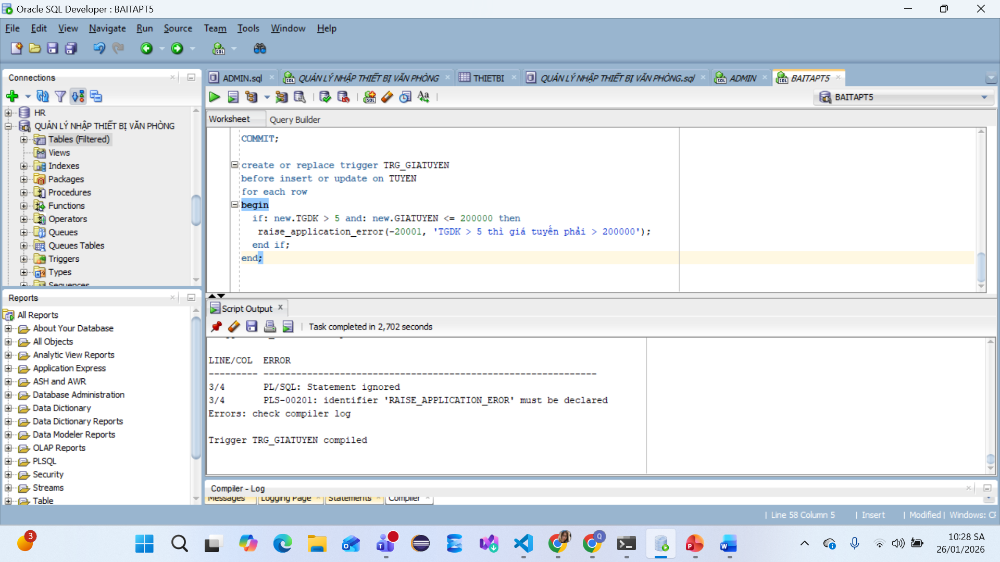 Oracle SQL Developer : BAITAPT5
File Edit View Navigate Run Source Team Tools Window Help
Connections
ADMIN.sql
QUẢN LÝ NHẬP THIẾT BỊ VĂN PHÒNG
THIETBI
QUẢN LÝ NHẬP THIẾT BỊ VĂN PHÒNG.sql
ADMIN
BAITAPT5
BAITAPT5
HR
QUẢN LÝ NHẬP THIẾT BỊ VĂN PHÒNG
Tables (Filtered)
Views
Indexes
Packages
Procedures
Functions
Operators
Queues
Queues Tables
Triggers
Types
Sequences
Worksheet
Query Builder
COMMIT;
create or replace trigger TRG_GIATUYEN
before insert or update on TUYEN
for each row
begin
if: new.TGDK > 5 and: new.GIATUYEN <= 200000 then
raise_application_error(-20001, 'TGDK > 5 thì giá tuyến phải > 200000');
end if;
end;
Reports
All Reports
About Your Database
All Objects
Analytic View Reports
Application Express
ASH and AWR
Database Administration
Data Dictionary
Data Dictionary Reports
Data Modeler Reports
OLAP Reports
PLSQL
Security
Streams
Table
Script Output
Task completed in 2,702 seconds
LINE/COL ERROR
--------- -------------------------------------------------------------
3/4 PL/SQL: Statement ignored
3/4 PLS-00201: identifier 'RAISE_APPLICATION_EROR' must be declared
Errors: check compiler log
Trigger TRG_GIATUYEN compiled
Compiler - Log
Messages
Logging Page
Statements
Compiler
Line 58 Column 5
Insert
Modified
Windows: CR
3
10:28 SA
26/01/2026